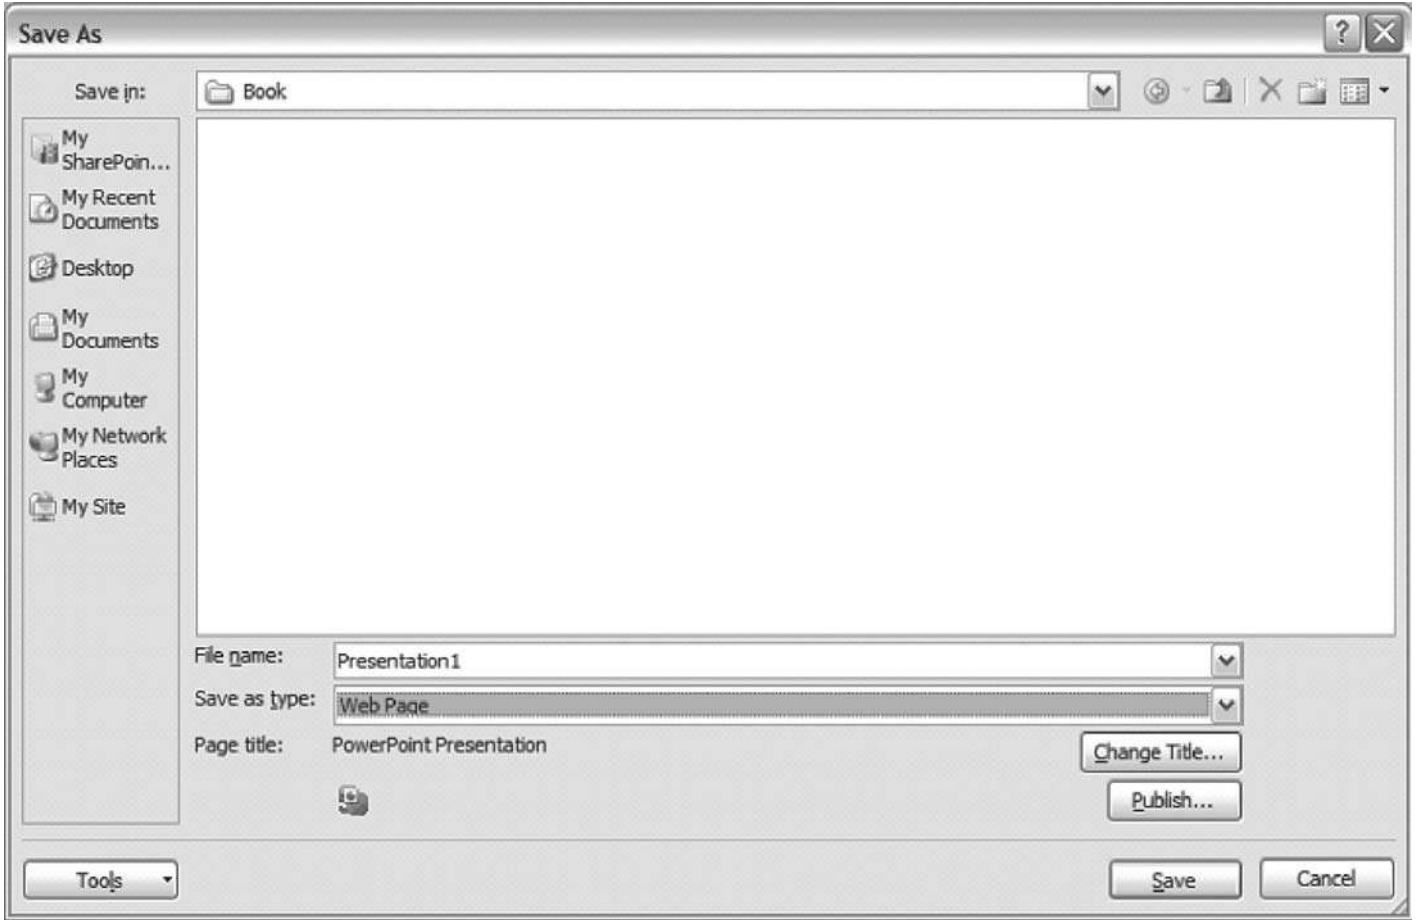 Save As
Save in:
Book
My
SharePoin...
My Recent
Documents
Desktop
My
Documents
My
Computer
My Network
Places
My Site
File name:
Presentation1
Save as type:
Web Page
Page title:
PowerPoint Presentation
Change Title...
Publish...
Tools
Save
Cancel